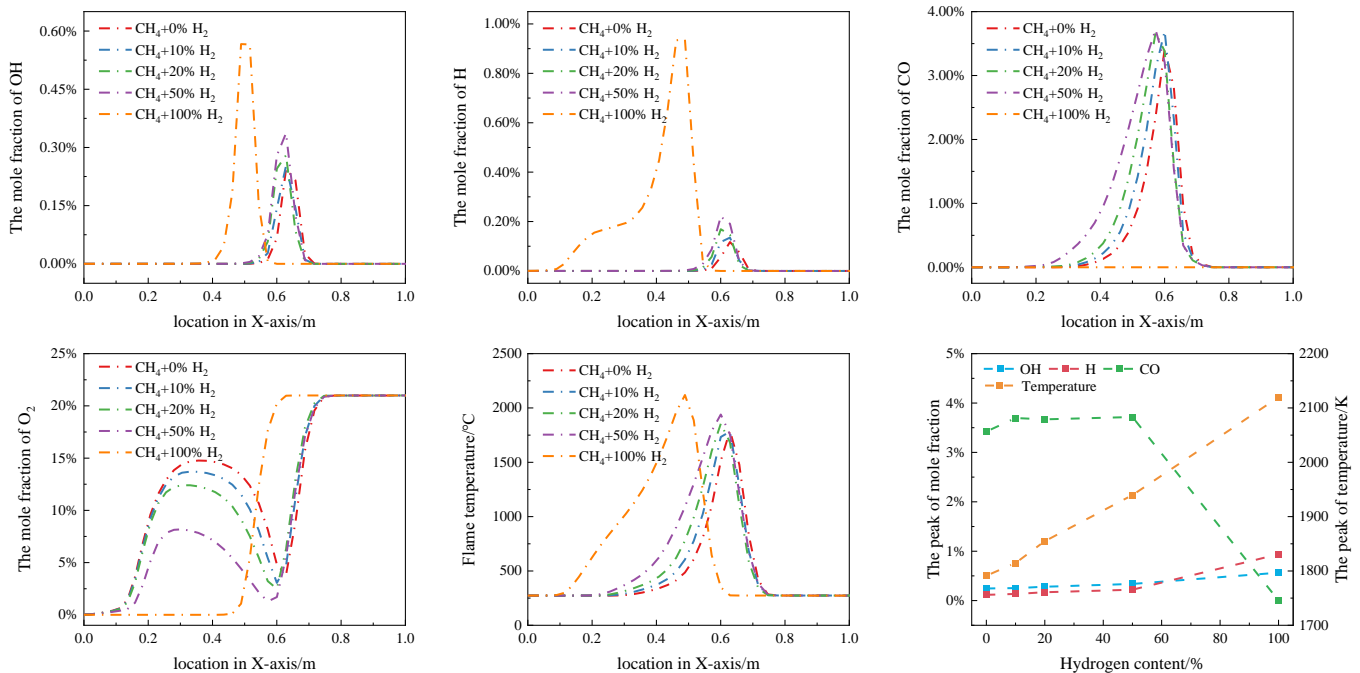 The mole fraction of OH
0.60%
0.45%
0.30%
0.15%
0.00%
CH₄+0% H₂
CH₄+10% H₂
CH₄+20% H₂
CH₄+50% H₂
CH₄+100% H₂
0.0 0.2 0.4 0.6 0.8 1.0
location in X-axis/m
The mole fraction of H
1.00%
0.80%
0.60%
0.40%
0.20%
0.00%
CH₄+0% H₂
CH₄+10% H₂
CH₄+20% H₂
CH₄+50% H₂
CH₄+100% H₂
0.0 0.2 0.4 0.6 0.8 1.0
location in X-axis/m
The mole fraction of CO
4.00%
3.00%
2.00%
1.00%
0.00%
CH₄+0% H₂
CH₄+10% H₂
CH₄+20% H₂
CH₄+50% H₂
CH₄+100% H₂
0.0 0.2 0.4 0.6 0.8 1.0
location in X-axis/m
The mole fraction of O₂
25%
20%
15%
10%
5%
0%
CH₄+0% H₂
CH₄+10% H₂
CH₄+20% H₂
CH₄+50% H₂
CH₄+100% H₂
0.0 0.2 0.4 0.6 0.8 1.0
location in X-axis/m
Flame temperature/°C
2500
2000
1750
1500
1250
1000
750
500
250
0
CH₄+0% H₂
CH₄+10% H₂
CH₄+20% H₂
CH₄+50% H₂
CH₄+100% H₂
0.0 0.2 0.4 0.6 0.8 1.0
location in X-axis/m
The peak of mole fraction
5%
4%
3%
2%
1%
0%
OH H CO
Temperature
0 20 40 60 80 100
Hydrogen content/%
2200
2100
2000
1900
1800
1700
The peak of temperature/K